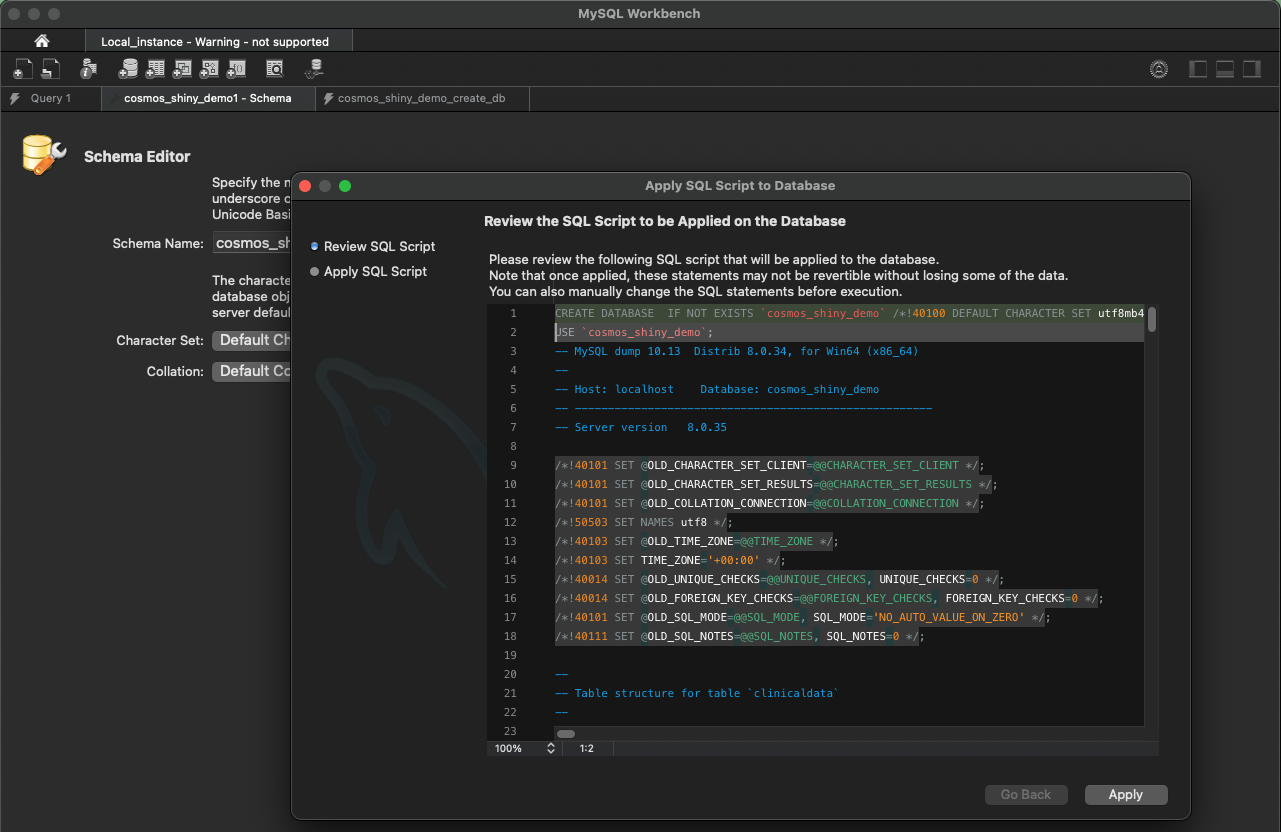 MySQL Workbench
Local_instance - Warning - not supported
Query 1
cosmos_shiny_demo1 - Schema
cosmos_shiny_demo_create_db
Schema Editor
Specify the n
underscore c
Unicode Basi
Schema Name: cosmos_sh
The characte
database obj
server defaul
Character Set: Default Ch
Collation: Default Co
Apply SQL Script to Database
Review SQL Script
Apply SQL Script
Review the SQL Script to be Applied on the Database
Please review the following SQL script that will be applied to the database.
Note that once applied, these statements may not be revertible without losing some of the data.
You can also manually change the SQL statements before execution.
1 CREATE DATABASE  IF NOT EXISTS `cosmos_shiny_demo` /*!40100 DEFAULT CHARACTER SET utf8mb4
2 USE `cosmos_shiny_demo`;
3 -- MySQL dump 10.13  Distrib 8.0.34, for Win64 (x86_64)
4 --
5 -- Host: localhost    Database: cosmos_shiny_demo
6 -- ------------------------------------------------------
7 -- Server version   8.0.35
8
9 /*!40101 SET @OLD_CHARACTER_SET_CLIENT=@@CHARACTER_SET_CLIENT */;
10 /*!40101 SET @OLD_CHARACTER_SET_RESULTS=@@CHARACTER_SET_RESULTS */;
11 /*!40101 SET @OLD_COLLATION_CONNECTION=@@COLLATION_CONNECTION */;
12 /*!50503 SET NAMES utf8 */;
13 /*!40103 SET @OLD_TIME_ZONE=@@TIME_ZONE */;
14 /*!40103 SET TIME_ZONE='+00:00' */;
15 /*!40014 SET @OLD_UNIQUE_CHECKS=@@UNIQUE_CHECKS, UNIQUE_CHECKS=0 */;
16 /*!40014 SET @OLD_FOREIGN_KEY_CHECKS=@@FOREIGN_KEY_CHECKS, FOREIGN_KEY_CHECKS=0 */;
17 /*!40101 SET @OLD_SQL_MODE=@@SQL_MODE, SQL_MODE='NO_AUTO_VALUE_ON_ZERO' */;
18 /*!40111 SET @OLD_SQL_NOTES=@@SQL_NOTES, SQL_NOTES=0 */;
19
20 --
21 -- Table structure for table `clinicaldata`
22 --
23
100% 1:2
Go Back
Apply